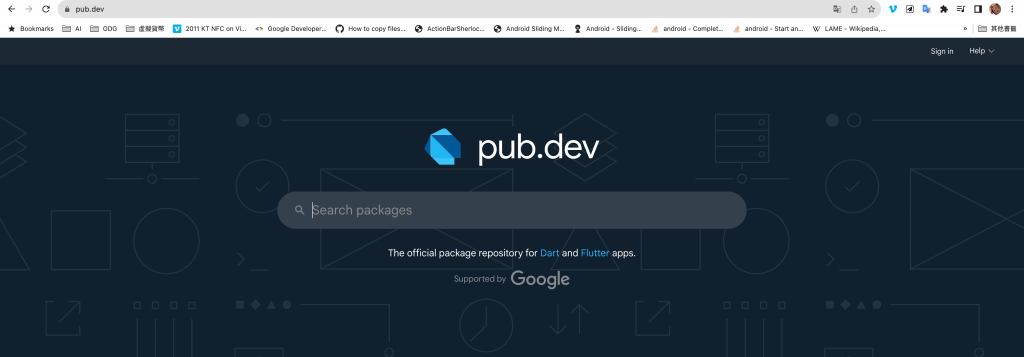 pub.dev
Bookmarks AI GDG 虛擬貨幣 2011 KT NFC on Vi... Google Developer... How to copy files... ActionBarSherloc... Android Sliding M... Android - Sliding... android - Complet... android - Start an... LAME - Wikipedia,... » 其他書籤
Sign in Help
pub.dev
Search packages
The official package repository for Dart and Flutter apps.
Supported by Google